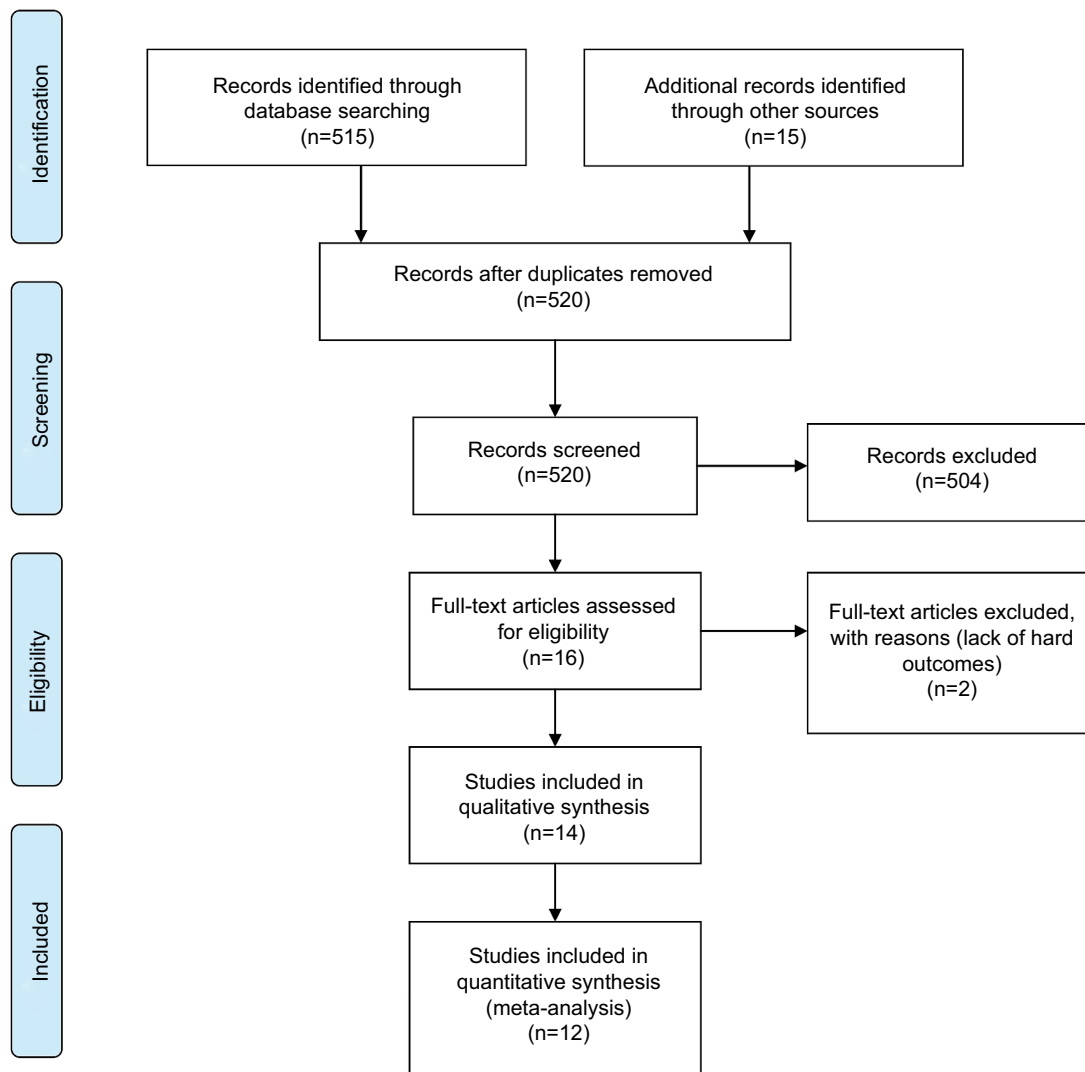 Identification
Records identified through
database searching
(n=515)
Additional records identified
through other sources
(n=15)
Records after duplicates removed
(n=520)
Screening
Records screened
(n=520)
Records excluded
(n=504)
Eligibility
Full-text articles assessed
for eligibility
(n=16)
Full-text articles excluded,
with reasons (lack of hard
outcomes)
(n=2)
Studies included in
qualitative synthesis
(n=14)
Included
Studies included in
quantitative synthesis
(meta-analysis)
(n=12)